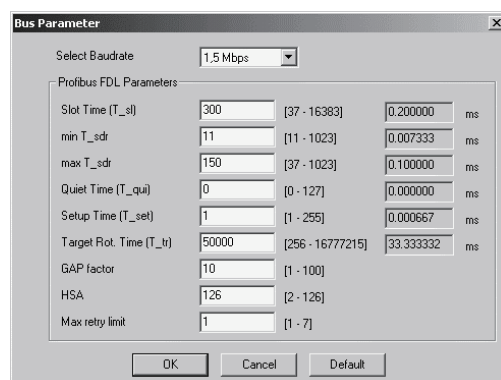 Bus Parameter
Select Baudrate 1,5 Mbps
Profibus FDL Parameters
Slot Time (T_sl) 300 [37 - 16383] 0.200000 ms
min T_sdr 11 [11 - 1023] 0.007333 ms
max T_sdr 150 [37 - 1023] 0.100000 ms
Quiet Time (T_qui) 0 [0 - 127] 0.000000 ms
Setup Time (T_set) 1 [1 - 255] 0.000667 ms
Target Rot. Time (T_tr) 50000 [256 - 16777215] 33.333332 ms
GAP factor 10 [1 - 100]
HSA 126 [2 - 126]
Max retry limit 1 [1 - 7]
OK Cancel Default